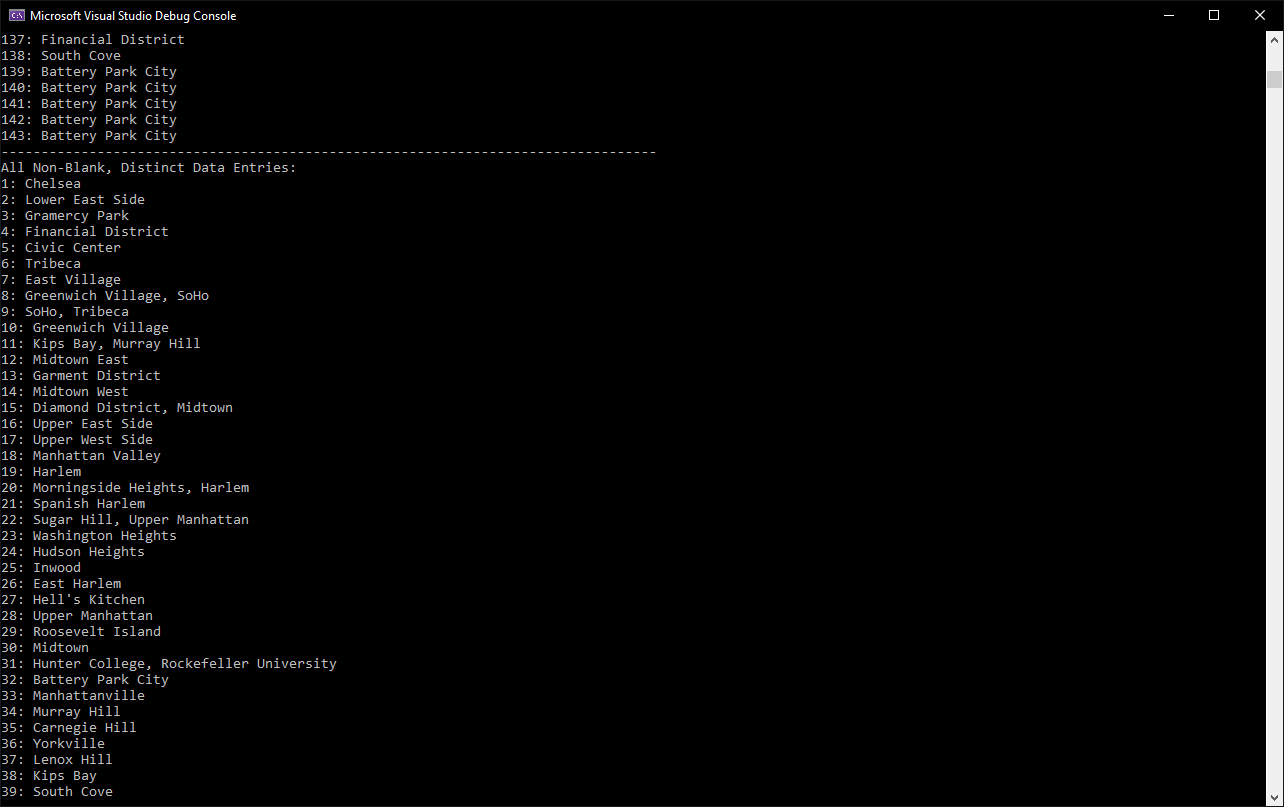 Microsoft Visual Studio Debug Console
137: Financial District
138: South Cove
139: Battery Park City
140: Battery Park City
141: Battery Park City
142: Battery Park City
143: Battery Park City
----------------------------------------------------------------------------------
All Non-Blank, Distinct Data Entries:
1: Chelsea
2: Lower East Side
3: Gramercy Park
4: Financial District
5: Civic Center
6: Tribeca
7: East Village
8: Greenwich Village, SoHo
9: SoHo, Tribeca
10: Greenwich Village
11: Kips Bay, Murray Hill
12: Midtown East
13: Garment District
14: Midtown West
15: Diamond District, Midtown
16: Upper East Side
17: Upper West Side
18: Manhattan Valley
19: Harlem
20: Morningside Heights, Harlem
21: Spanish Harlem
22: Sugar Hill, Upper Manhattan
23: Washington Heights
24: Hudson Heights
25: Inwood
26: East Harlem
27: Hell's Kitchen
28: Upper Manhattan
29: Roosevelt Island
30: Midtown
31: Hunter College, Rockefeller University
32: Battery Park City
33: Manhattanville
34: Murray Hill
35: Carnegie Hill
36: Yorkville
37: Lenox Hill
38: Kips Bay
39: South Cove